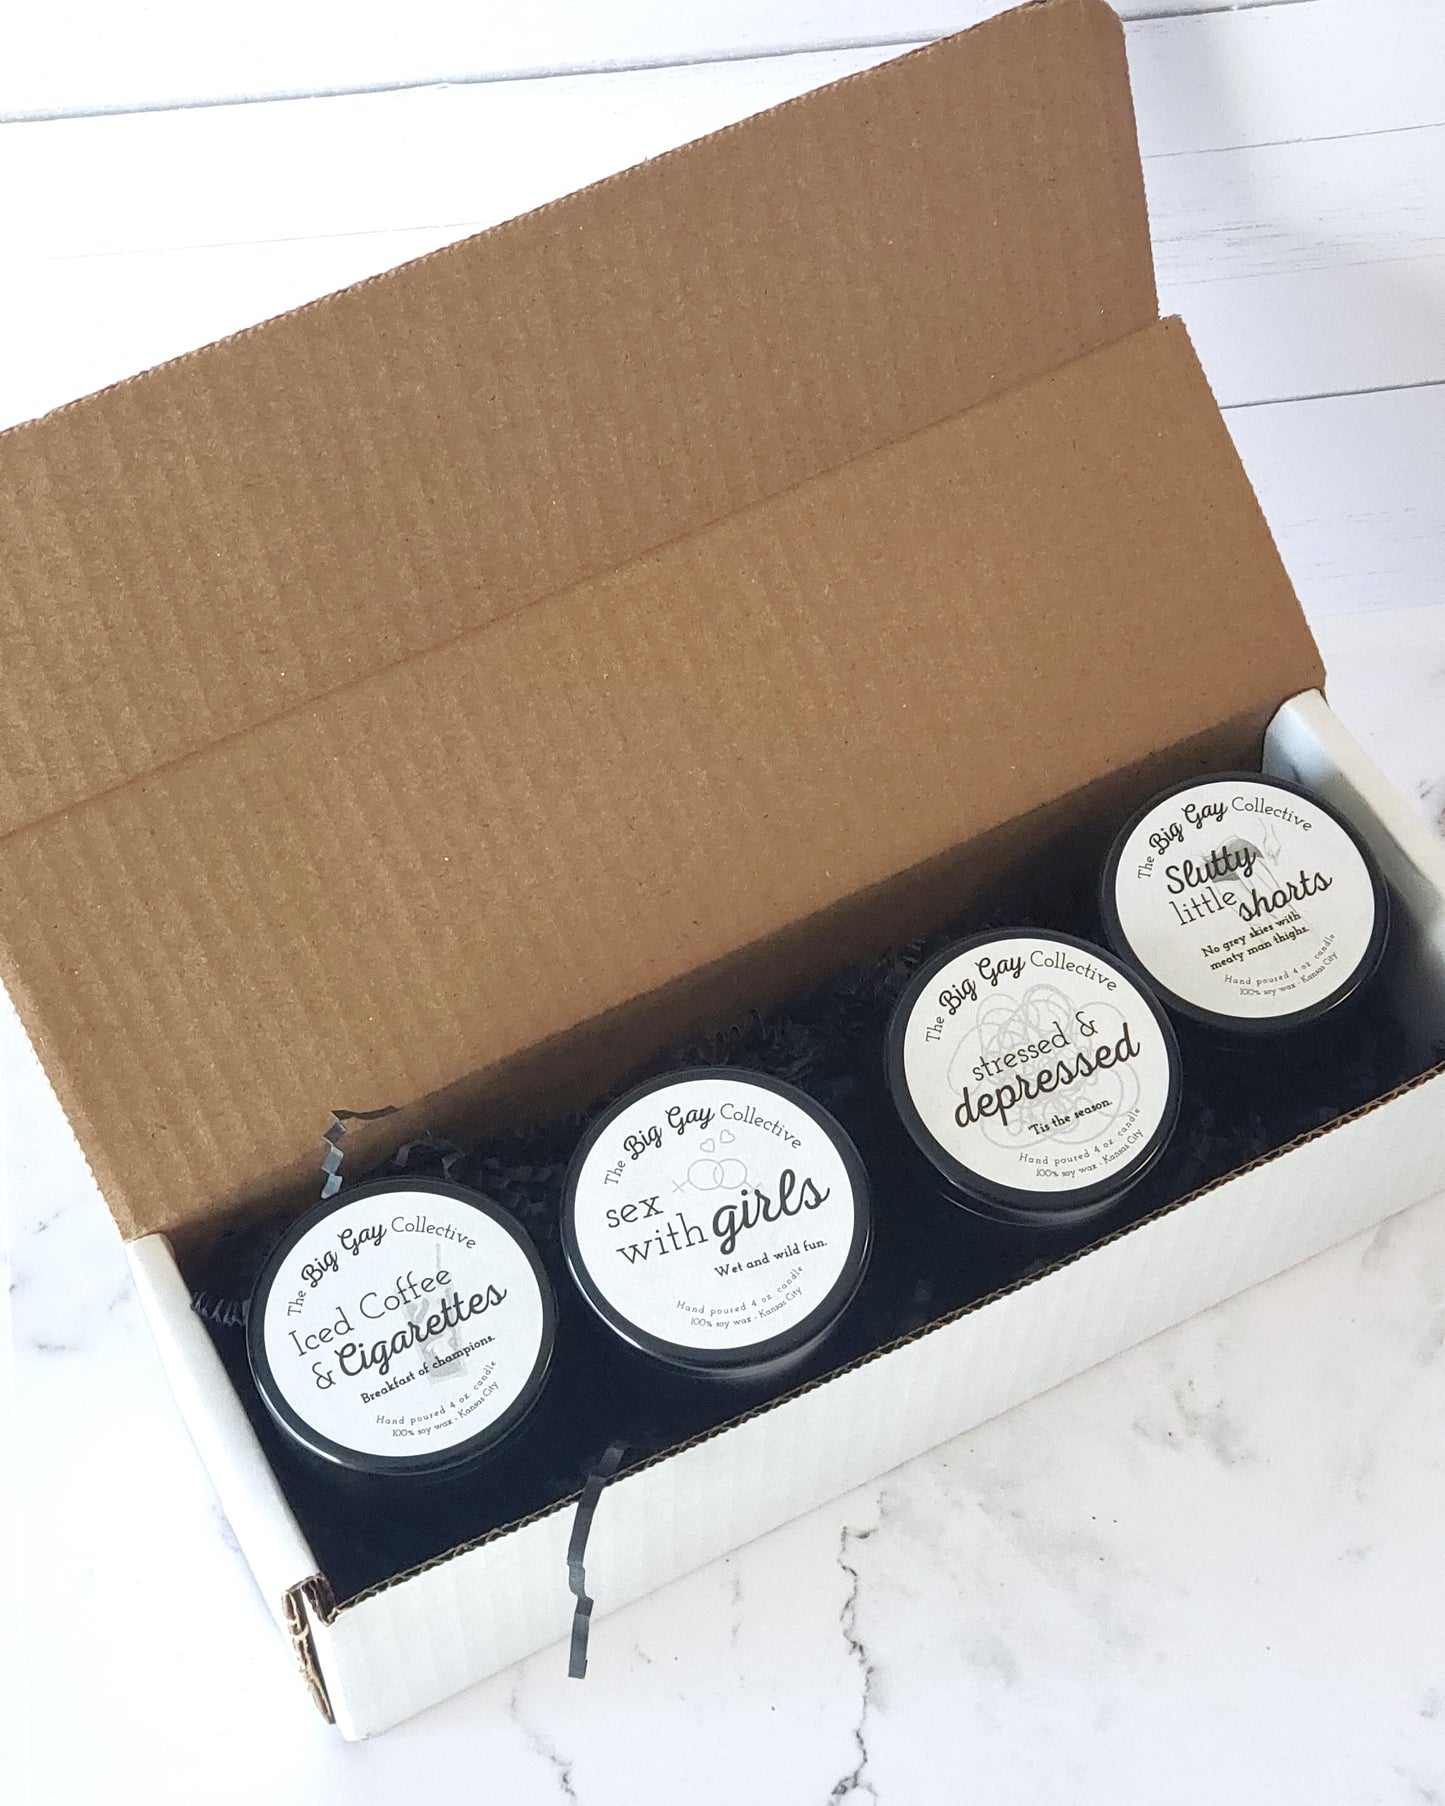 The Big Gay Collective
Iced Coffee
& Cigarettes
Breakfast of champions.
Hand poured 4 oz. candle
100% soy wax - Kansas City
The Big Gay Collective
sex
with girls
Wet and wild fun.
Hand poured 4 oz candle
100% soy wax - Kansas City
The Big Gay Collective
stressed &
depressed
'Tis the season.
Hand poured 4 oz. candle
100% soy wax - Kansas City
The Big Gay Collective
Slutty
little shorts
No grey skies with
meaty man thighs.
Hand poured 4 oz. candle
100% soy wax - Kansas City